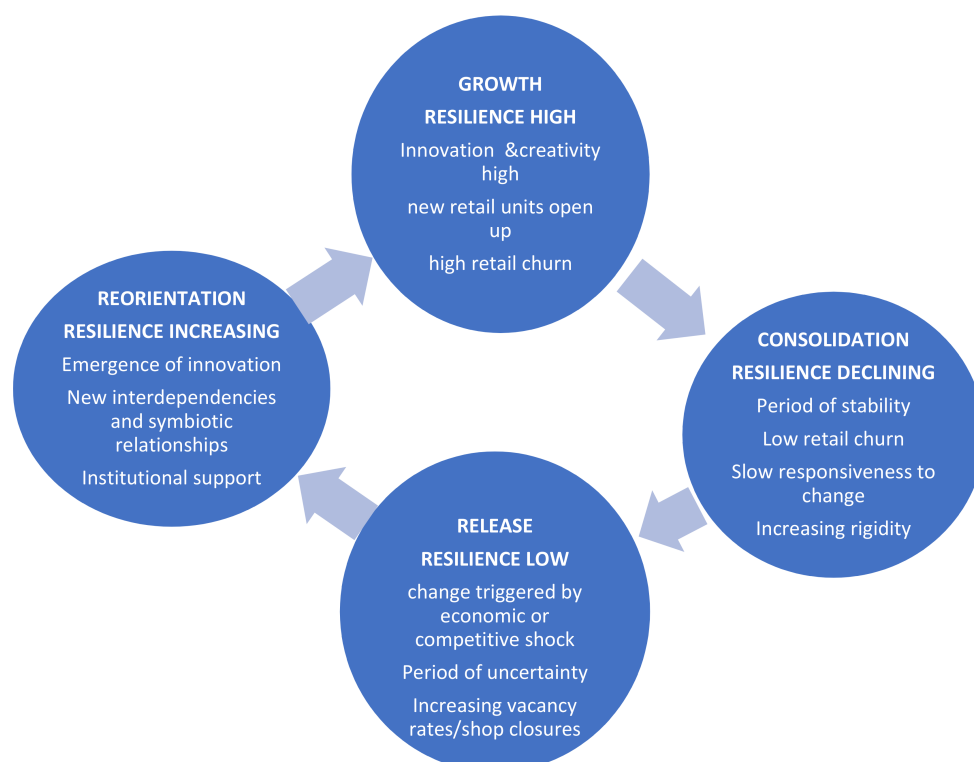 GROWTH
RESILIENCE HIGH
Innovation &creativity
high
new retail units open
up
high retail churn
CONSOLIDATION
RESILIENCE DECLINING
Period of stability
Low retail churn
Slow responsiveness to
change
Increasing rigidity
RELEASE
RESILIENCE LOW
change triggered by
economic or
competitive shock
Period of uncertainty
Increasing vacancy
rates/shop closures
REORIENTATION
RESILIENCE INCREASING
Emergence of innovation
New interdependencies
and symbiotic
relationships
Institutional support